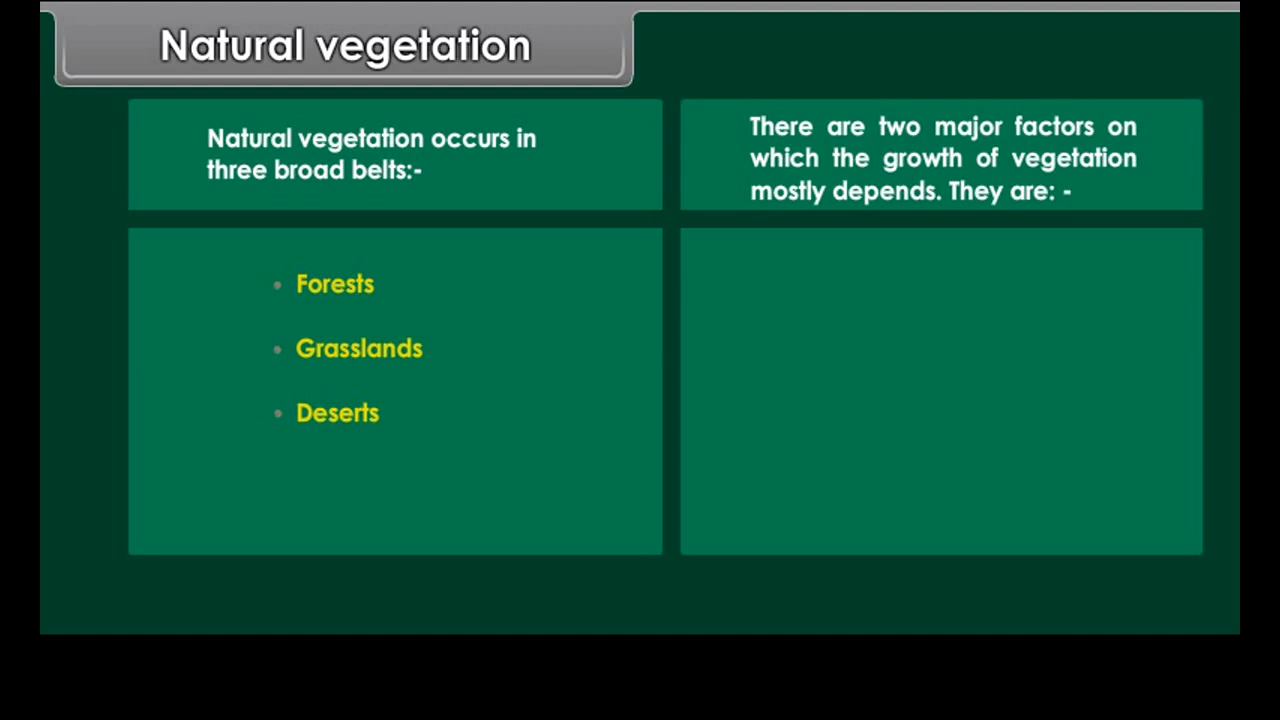 Natural vegetation
Natural vegetation occurs in
three broad belts:-
• Forests
• Grasslands
• Deserts
There are two major factors on
which the growth of vegetation
mostly depends. They are: -